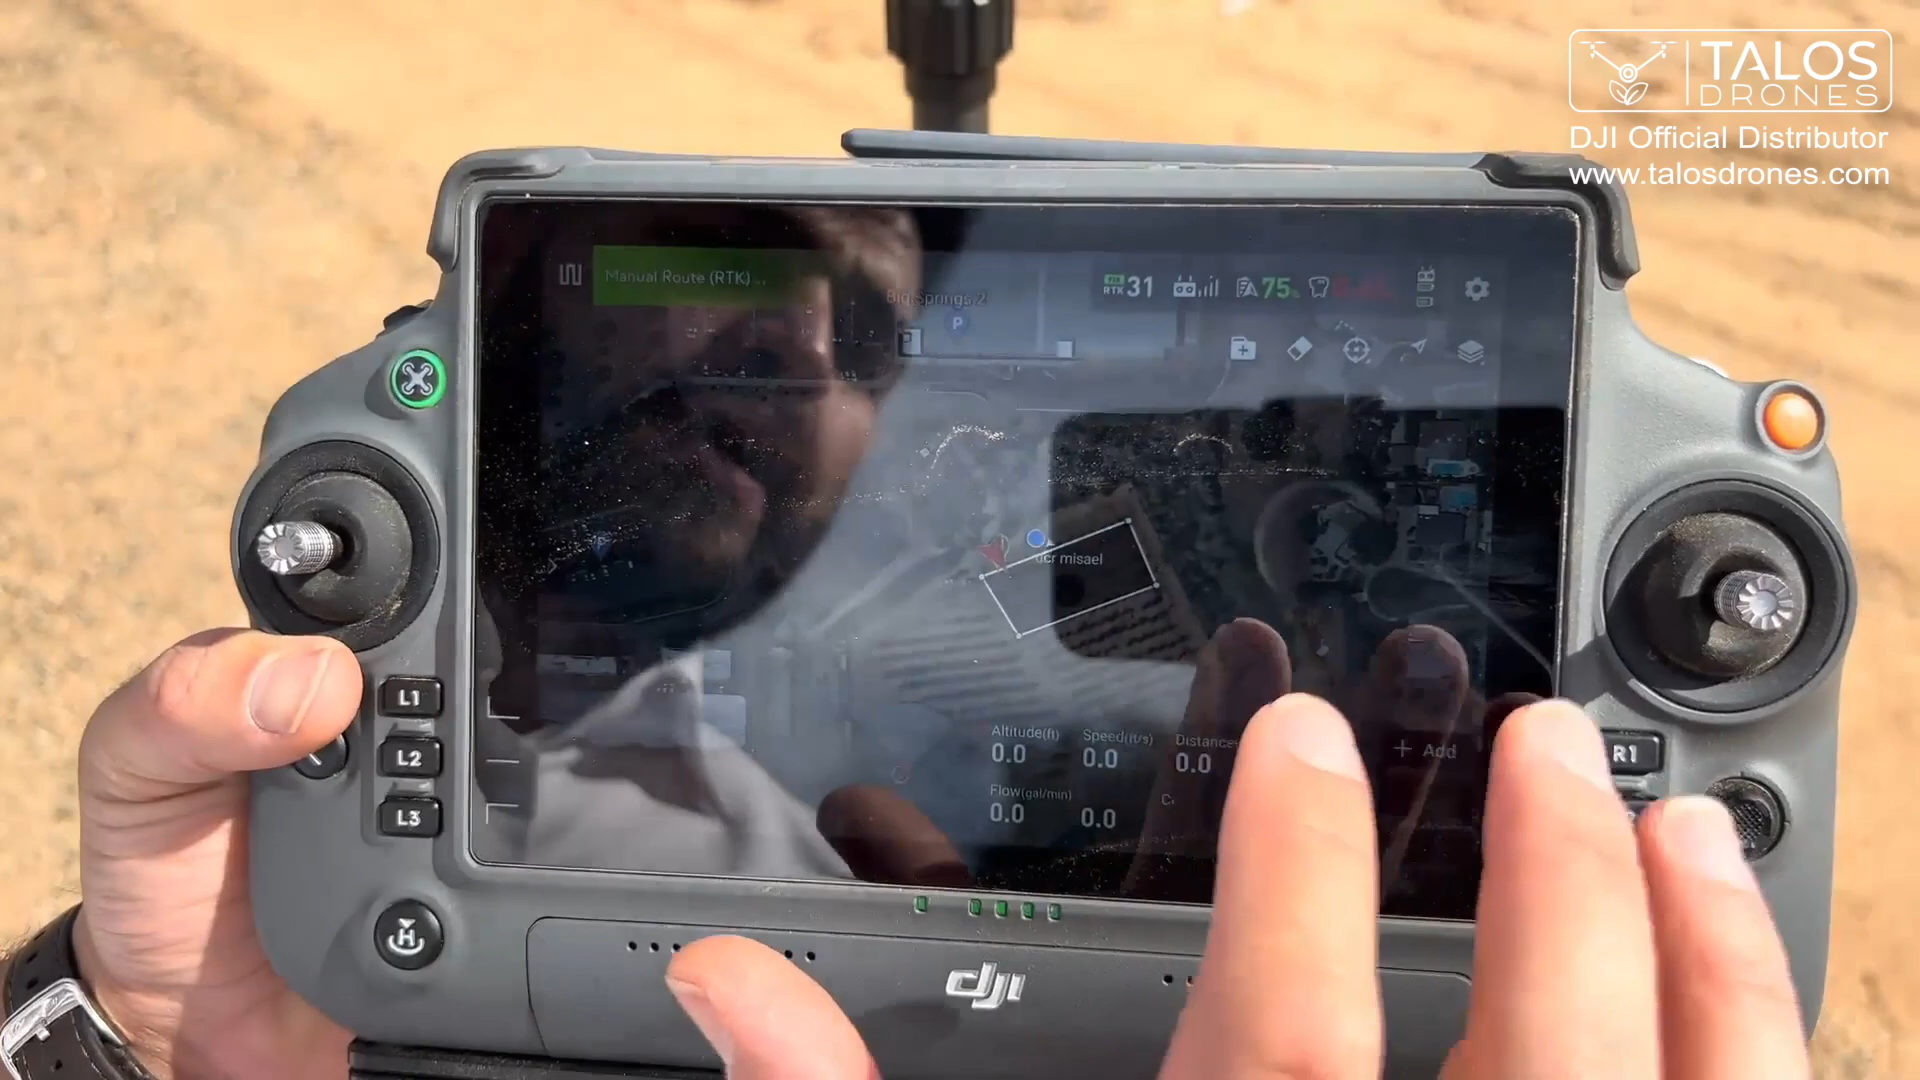 TALOS
DRONES
DJI Official Distributor
www.talosdrones.com
Manual Route (RTK) ...
RTK 31
75%
Big Springs 2
P
ucr misael
Altitude(ft)
0.0
Speed(ft/s)
0.0
Distance
0.0
+ Add
Flow(gal/min)
0.0
0.0
L1
L2
L3
R1
H
dji